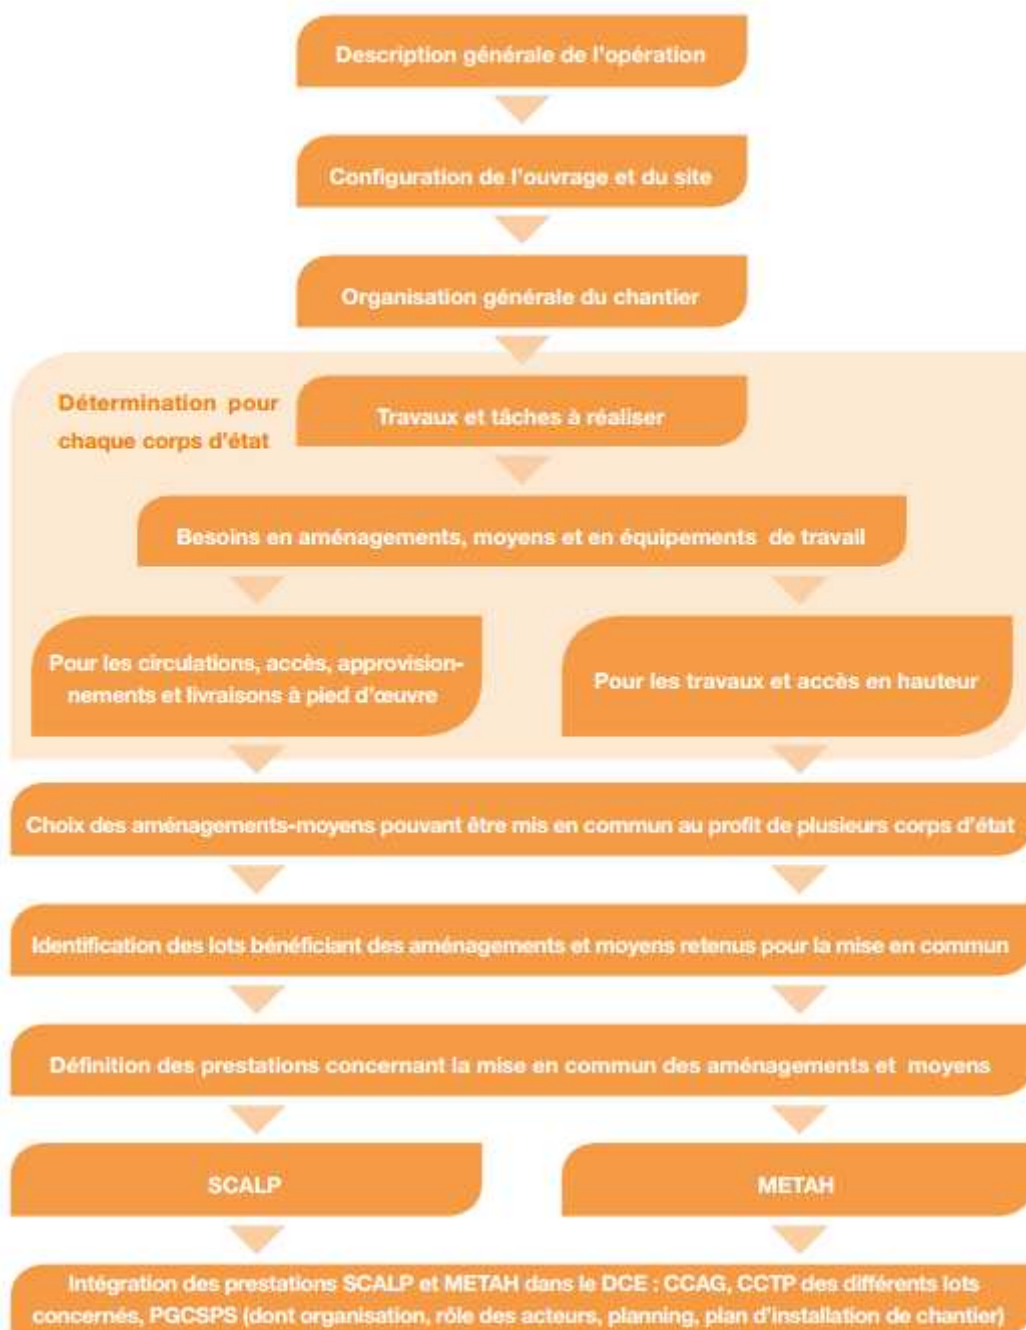 Description générale de l'opération
Configuration de l'ouvrage et du site
Organisation générale du chantier
Détermination pour
chaque corps d'état
Travaux et tâches à réaliser
Besoins en aménagements, moyens et en équipements de travail
Pour les circulations, accès, approvision-
nements et livraisons à pied d'œuvre
Pour les travaux et accès en hauteur
Choix des aménagements-moyens pouvant être mis en commun au profit de plusieurs corps d'état
Identification des lots bénéficiant des aménagements et moyens retenus pour la mise en commun
Définition des prestations concernant la mise en commun des aménagements et moyens
SCALP
METAH
Intégration des prestations SCALP et METAH dans le DCE : CCAG, CCTP des différents lots
concernés, PGCSPS (dont organisation, rôle des acteurs, planning, plan d'installation de chantier)